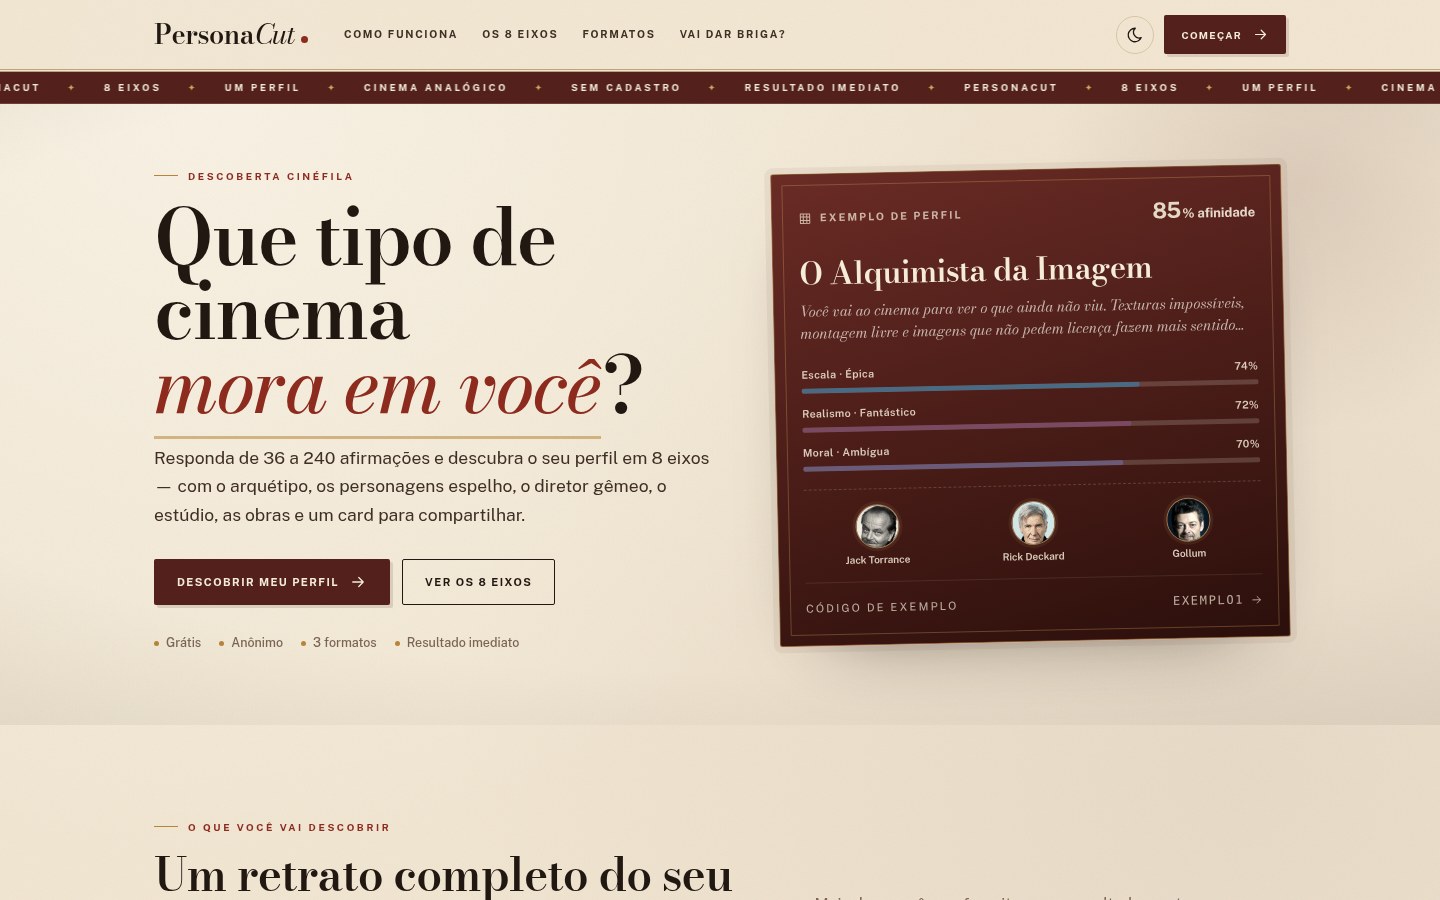 PersonaCut
COMO FUNCIONA OS 8 EIXOS FORMATOS VAI DAR BRIGA?
COMEÇAR →
ACUT ✦ 8 EIXOS ✦ UM PERFIL ✦ CINEMA ANALÓGICO ✦ SEM CADASTRO ✦ RESULTADO IMEDIATO ✦ PERSONACUT ✦ 8 EIXOS ✦ UM PERFIL ✦ CINEMA
DESCOBERTA CINÉFILA
Que tipo de
cinema
mora em você?
Responda de 36 a 240 afirmações e descubra o seu perfil em 8 eixos
— com o arquétipo, os personagens espelho, o diretor gêmeo, o
estúdio, as obras e um card para compartilhar.
DESCOBRIR MEU PERFIL →
VER OS 8 EIXOS
Grátis
Anônimo
3 formatos
Resultado imediato
EXEMPLO DE PERFIL
85% afinidade
O Alquimista da Imagem
Você vai ao cinema para ver o que ainda não viu. Texturas impossíveis,
montagem livre e imagens que não pedem licença fazem mais sentido...
Escala · Épica 74%
Realismo · Fantástico 72%
Moral · Ambígua 70%
Jack Torrance
Rick Deckard
Gollum
CÓDIGO DE EXEMPLO
EXEMPLO1 →
O QUE VOCÊ VAI DESCOBRIR
Um retrato completo do seu